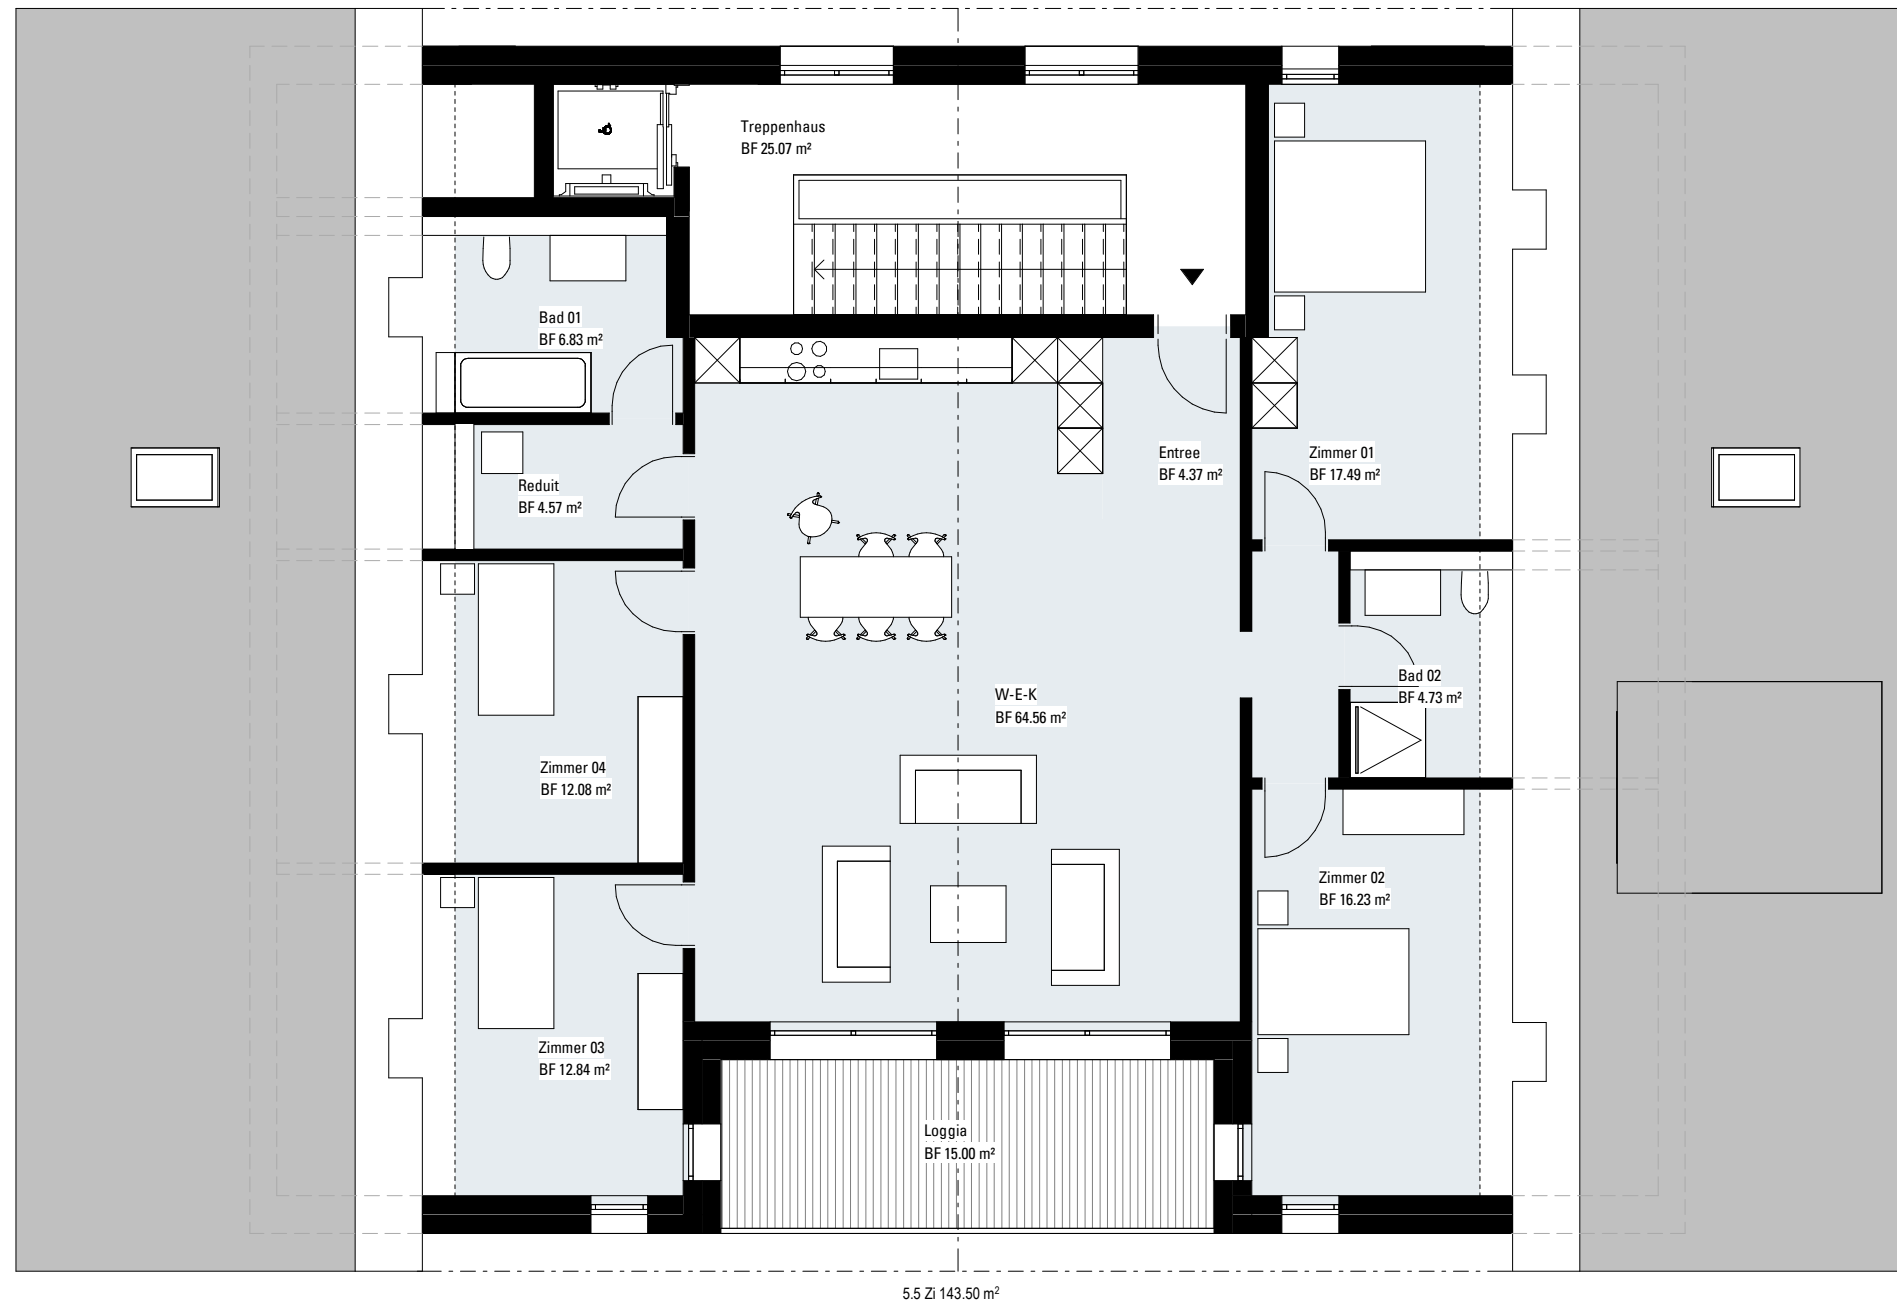 Treppenhaus
BF 25.07 m²
Bad 01
BF 6.83 m²
Entree
BF 4.37 m²
Zimmer 01
BF 17.49 m²
Reduit
BF 4.57 m²
W-E-K
BF 64.56 m²
Bad 02
BF 4.73 m²
Zimmer 04
BF 12.08 m²
Zimmer 02
BF 16.23 m²
Zimmer 03
BF 12.84 m²
Loggia
BF 15.00 m²
5.5 Zi 143.50 m²